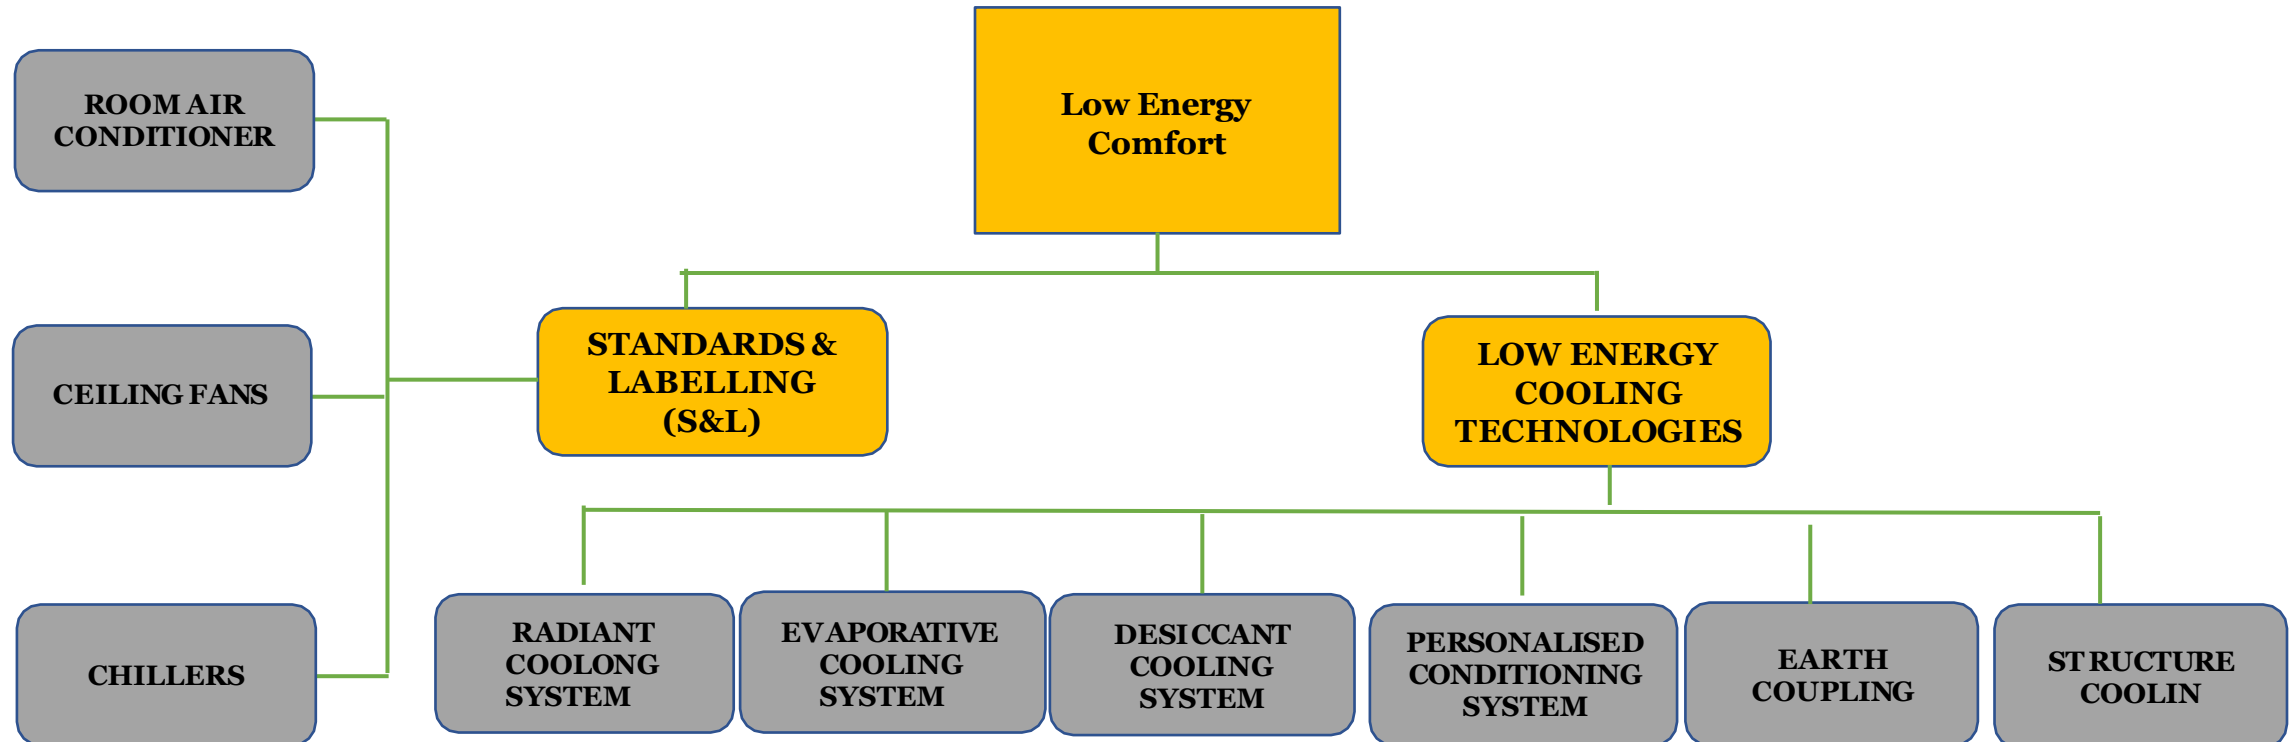 Low Energy
Comfort
ROOM AIR
CONDITIONER
CEILING FANS
CHILLERS
STANDARDS &
LABELLING
(S&L)
LOW ENERGY
COOLING
TECHNOLOGIES
RADIANT
COOLONG
SYSTEM
EVAPORATIVE
COOLING
SYSTEM
DESICCANT
COOLING
SYSTEM
PERSONALISED
CONDITIONING
SYSTEM
EARTH
COUPLING
STRUCTURE
COOLIN